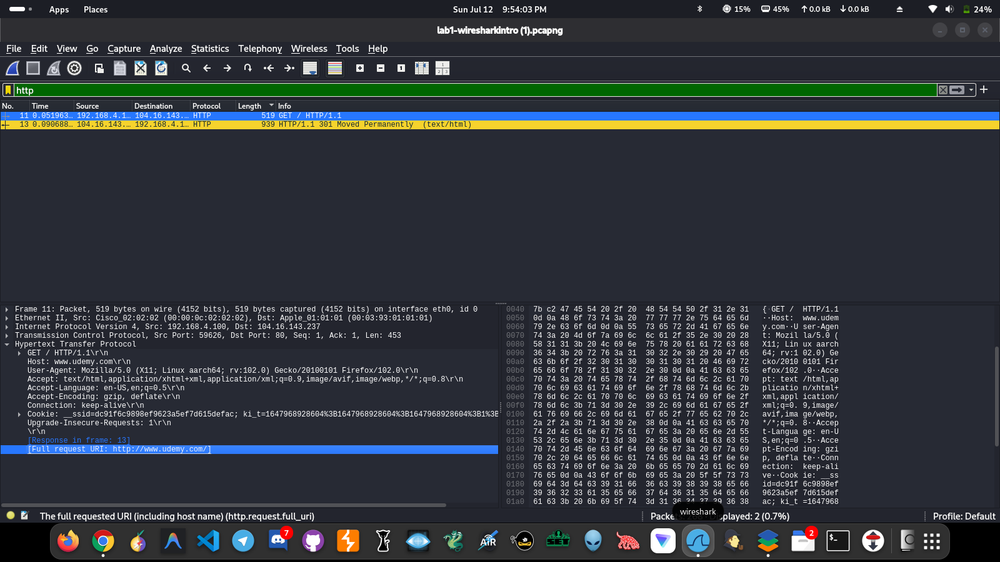 Apps Places Sun Jul 12 9:54:03 PM 15% 45% 0.0 kB 0.0 kB 24%
lab1-wiresharkintro (1).pcapng
File Edit View Go Capture Analyze Statistics Telephony Wireless Tools Help
http
No. Time Source Destination Protocol Length Info
11 0.051963… 192.168.4.1… 104.16.143.… HTTP 519 GET / HTTP/1.1
13 0.090688… 104.16.143.… 192.168.4.1… HTTP 939 HTTP/1.1 301 Moved Permanently (text/html)
Frame 11: Packet, 519 bytes on wire (4152 bits), 519 bytes captured (4152 bits) on interface eth0, id 0
Ethernet II, Src: Cisco_02:02:02 (00:00:0c:02:02:02), Dst: Apple_01:01:01 (00:03:93:01:01:01)
Internet Protocol Version 4, Src: 192.168.4.100, Dst: 104.16.143.237
Transmission Control Protocol, Src Port: 59626, Dst Port: 80, Seq: 1, Ack: 1, Len: 453
Hypertext Transfer Protocol
GET / HTTP/1.1\r\n
Host: www.udemy.com\r\n
User-Agent: Mozilla/5.0 (X11; Linux aarch64; rv:102.0) Gecko/20100101 Firefox/102.0\r\n
Accept: text/html,application/xhtml+xml,application/xml;q=0.9,image/avif,image/webp,*/*;q=0.8\r\n
Accept-Language: en-US,en;q=0.5\r\n
Accept-Encoding: gzip, deflate\r\n
Connection: keep-alive\r\n
Cookie: __ssid=dc91f6c9898ef9623a5ef7d615defac; ki_t=1647968928604%3B1647968928604%3B1647968928604%3B1%3B
Upgrade-Insecure-Requests: 1\r\n
\r\n
[Response in frame: 13]
[Full request URI: http://www.udemy.com/]
0040 7b c2 47 45 54 20 2f 20 48 54 54 50 2f 31 2e 31 {·GET / HTTP/1.1
0050 0d 0a 48 6f 73 74 3a 20 77 77 77 2e 75 64 65 6d ··Host: www.udem
0060 79 2e 63 6f 6d 0d 0a 55 73 65 72 2d 41 67 65 6e y.com··U ser-Agen
0070 74 3a 20 4d 6f 7a 69 6c 6c 61 2f 35 2e 30 20 28 t: Mozil la/5.0 (
0080 58 31 31 3b 20 4c 69 6e 75 78 20 61 61 72 63 68 X11; Lin ux aarch
0090 36 34 3b 20 72 76 3a 31 30 32 2e 30 29 20 47 65 64; rv:1 02.0) Ge
00a0 63 6b 6f 2f 32 30 31 30 30 31 30 31 20 46 69 72 cko/2010 0101 Fir
00b0 65 66 6f 78 2f 31 30 32 2e 30 0d 0a 41 63 63 65 efox/102 .0··Acce
00c0 70 74 3a 20 74 65 78 74 2f 68 74 6d 6c 2c 61 70 pt: text /html,ap
00d0 70 6c 69 63 61 74 69 6f 6e 2f 78 68 74 6d 6c 2b plicatio n/xhtml+
00e0 78 6d 6c 2c 61 70 70 6c 69 63 61 74 69 6f 6e 2f xml,appl ication/
00f0 78 6d 6c 3b 71 3d 30 2e 39 2c 69 6d 61 67 65 2f xml;q=0. 9,image/
0100 61 76 69 66 2c 69 6d 61 67 65 2f 77 65 62 70 2c avif,ima ge/webp,
0110 2a 2f 2a 3b 71 3d 30 2e 38 0d 0a 41 63 63 65 70 */*;q=0. 8··Accep
0120 74 2d 4c 61 6e 67 75 61 67 65 3a 20 65 6e 2d 55 t-Langua ge: en-U
0130 53 2c 65 6e 3b 71 3d 30 2e 35 0d 0a 41 63 63 65 S,en;q=0 .5··Acce
0140 70 74 2d 45 6e 63 6f 64 69 6e 67 3a 20 67 7a 69 pt-Encod ing: gzi
0150 70 2c 20 64 65 66 6c 61 74 65 0d 0a 43 6f 6e 6e p, defla te··Conn
0160 65 63 74 69 6f 6e 3a 20 6b 65 65 70 2d 61 6c 69 ection: keep-ali
0170 76 65 0d 0a 43 6f 6f 6b 69 65 3a 20 5f 5f 73 73 ve··Cook ie: __ss
0180 69 64 3d 64 63 39 31 66 36 63 39 38 39 38 65 66 id=dc91f 6c9898ef
0190 39 36 32 33 61 35 65 66 37 64 36 31 35 64 65 66 9623a5ef 7d615def
01a0 61 63 3b 20 6b 69 5f 74 3d 31 36 34 37 39 36 38 ac; ki_t =1647968
The full requested URI (including host name) (http.request.full_uri) Displayed: 2 (0.7%) Profile: Default
wireshark
7 2